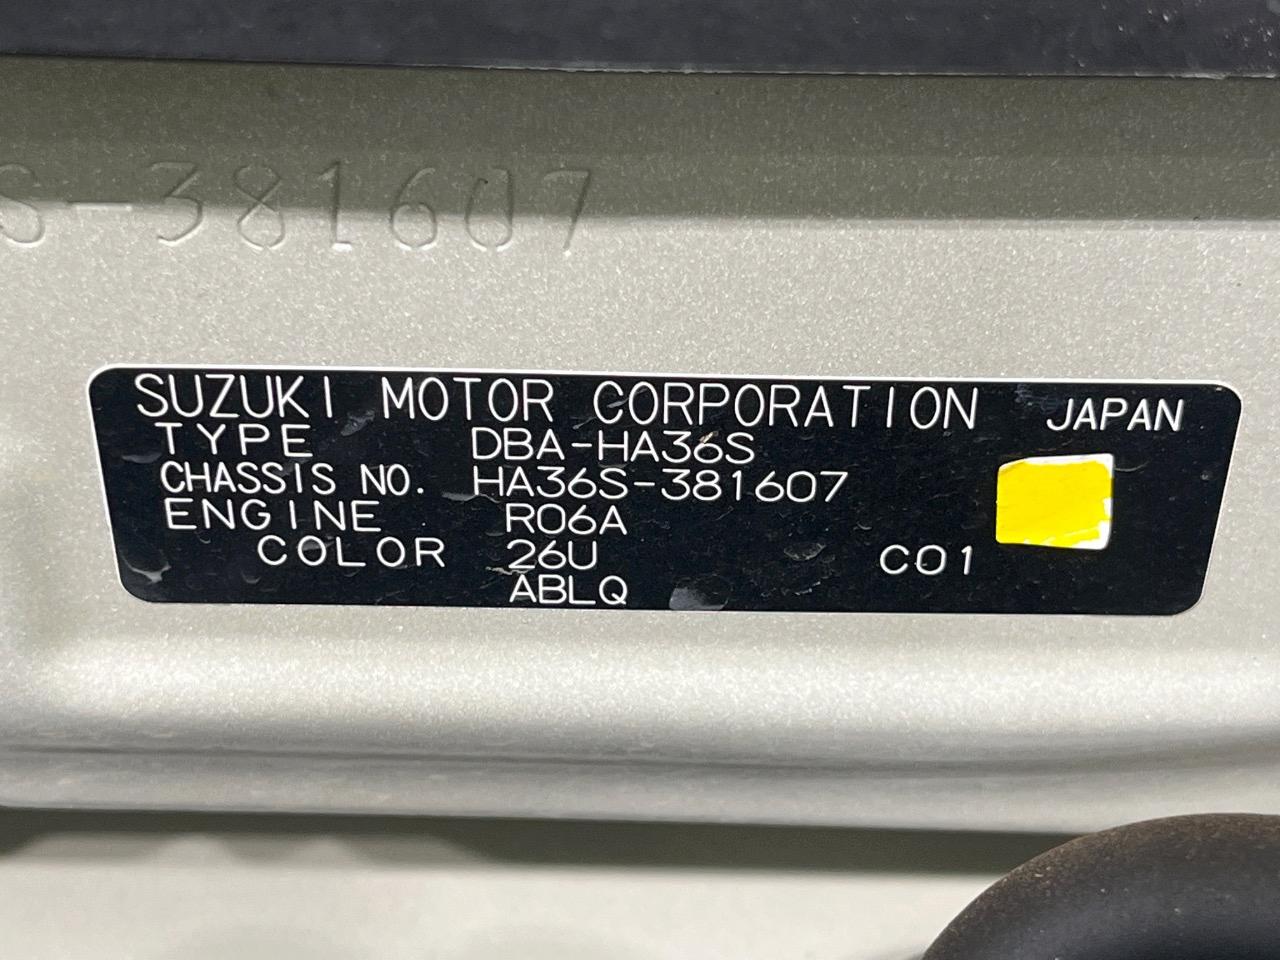 S-381607
SUZUKI MOTOR CORPORATION JAPAN
TYPE DBA-HA36S
CHASSIS NO. HA36S-381607
ENGINE R06A
COLOR 26U C01
ABLQ